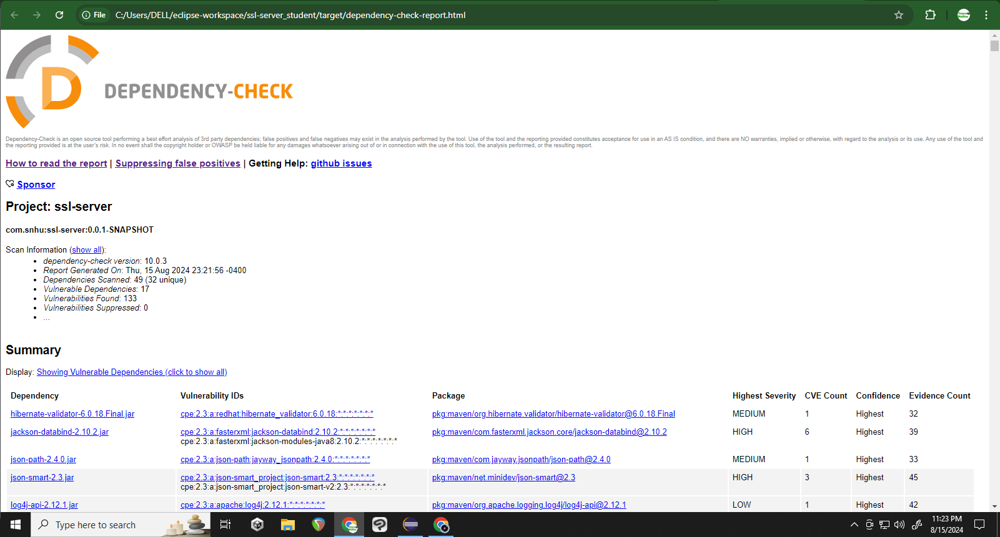 File
C:/Users/DELL/eclipse-workspace/ssl-server_student/target/dependency-check-report.html
DEPENDENCY-CHECK
Dependency-Check is an open source tool performing a best effort analysis of 3rd party dependencies; false positives and false negatives may exist in the analysis performed by the tool. Use of the tool and the reporting provided constitutes acceptance for use in an AS IS condition, and there are NO warranties, implied or otherwise, with regard to the analysis or its use. Any use of the tool and
the reporting provided is at the user's risk. In no event shall the copyright holder or OWASP be held liable for any damages whatsoever arising out of or in connection with the use of this tool, the analysis performed, or the resulting report.
How to read the report | Suppressing false positives | Getting Help: github issues
Sponsor
Project: ssl-server
com.snhu:ssl-server:0.0.1-SNAPSHOT
Scan Information (show all):
• dependency-check version: 10.0.3
• Report Generated On: Thu, 15 Aug 2024 23:21:56 -0400
• Dependencies Scanned: 49 (32 unique)
• Vulnerable Dependencies: 17
• Vulnerabilities Found: 133
• Vulnerabilities Suppressed: 0
• ...
Summary
Display: Showing Vulnerable Dependencies (click to show all)
Dependency Vulnerability IDs Package Highest Severity CVE Count Confidence Evidence Count
hibernate-validator-6.0.18.Final.jar cpe:2.3:a:redhat:hibernate_validator:6.0.18:*:*:*:*:*:*:* pkg:maven/org.hibernate.validator/hibernate-validator@6.0.18.Final MEDIUM 1 Highest 32
jackson-databind-2.10.2.jar cpe:2.3:a:fasterxml:jackson-databind:2.10.2:*:*:*:*:*:*:* pkg:maven/com.fasterxml.jackson.core/jackson-databind@2.10.2 HIGH 6 Highest 39
cpe:2.3:a:fasterxml:jackson-modules-java8:2.10.2:*:*:*:*:*:*:*
json-path-2.4.0.jar cpe:2.3:a:json-path:jayway_jsonpath:2.4.0:*:*:*:*:*:*:* pkg:maven/com.jayway.jsonpath/json-path@2.4.0 MEDIUM 1 Highest 33
json-smart-2.3.jar cpe:2.3:a:json-smart_project:json-smart:2.3:*:*:*:*:*:*:* pkg:maven/net.minidev/json-smart@2.3 HIGH 3 Highest 45
cpe:2.3:a:json-smart_project:json-smart-v2:2.3:*:*:*:*:*:*:*
log4j-api-2.12.1.jar cpe:2.3:a:apache:log4j:2.12.1:*:*:*:*:*:*:* pkg:maven/org.apache.logging.log4j/log4j-api@2.12.1 LOW 1 Highest 42
Type here to search
11:23 PM
8/15/2024